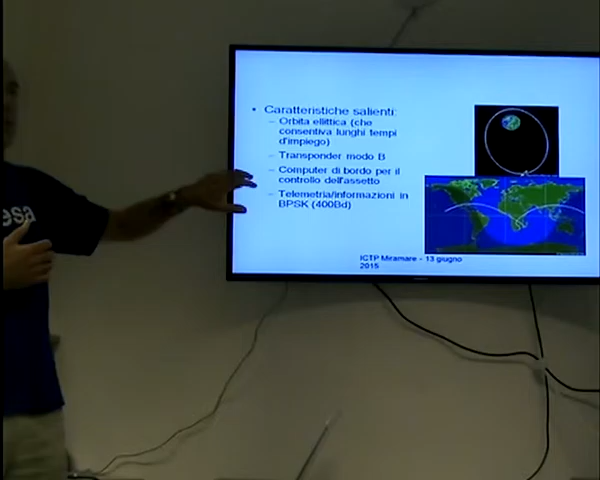 • Caratteristiche salienti:
– Orbita ellittica (che
consentiva lunghi tempi
d'impiego)
– Transponder modo B
– Computer di bordo per il
controllo dell'assetto
– Telemetria/informazioni in
BPSK (400Bd)
ICTP Miramare - 13 giugno
2015
esa